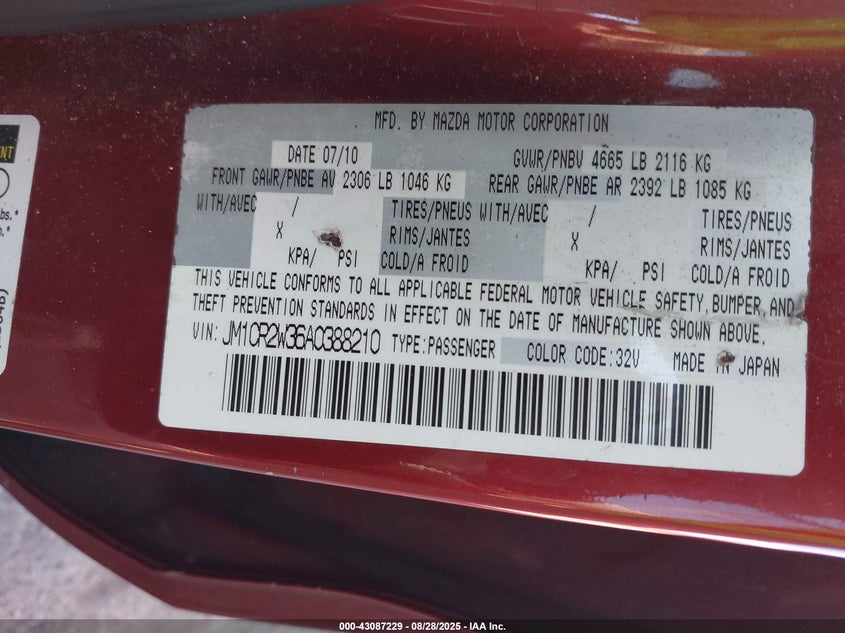 MFD. BY MAZDA MOTOR CORPORATION
DATE 07/10 GVWR/PNBV 4665 LB 2116 KG
FRONT GAWR/PNBE AV 2306 LB 1046 KG REAR GAWR/PNBE AR 2392 LB 1085 KG
WITH/AVEC / TIRES/PNEUS WITH/AVEC / TIRES/PNEUS
X RIMS/JANTES X RIMS/JANTES
KPA/ PSI COLD/A FROID KPA/ PSI COLD/A FROID
THIS VEHICLE CONFORMS TO ALL APPLICABLE FEDERAL MOTOR VEHICLE SAFETY, BUMPER AND
THEFT PREVENTION STANDARDS IN EFFECT ON THE DATE OF MANUFACTURE SHOWN ABOVE.
VIN: JM1CR2W36A0388210 TYPE:PASSENGER COLOR CODE:32V MADE IN JAPAN
000-43087229 - 08/28/2025 - IAA Inc.